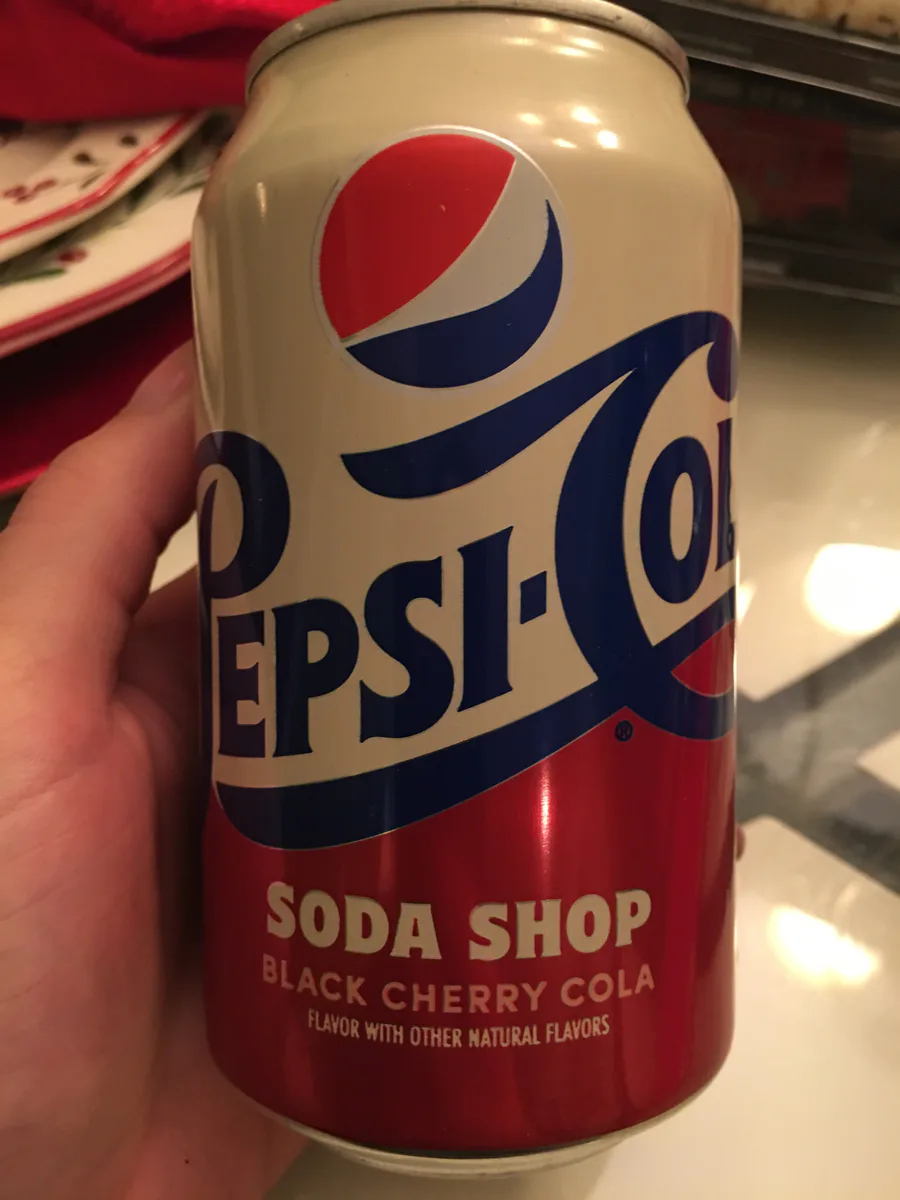 PEPSI-COL
®
SODA SHOP
BLACK CHERRY COLA
FLAVOR WITH OTHER NATURAL FLAVORS